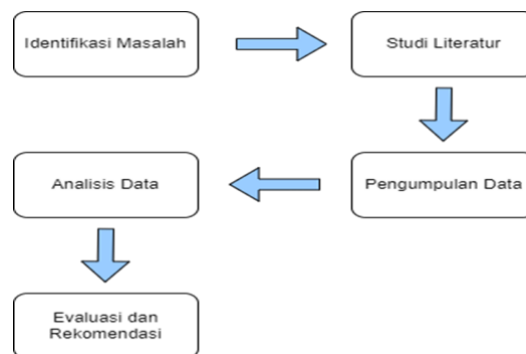 Identifikasi Masalah
Studi Literatur
Pengumpulan Data
Analisis Data
Evaluasi dan
Rekomendasi